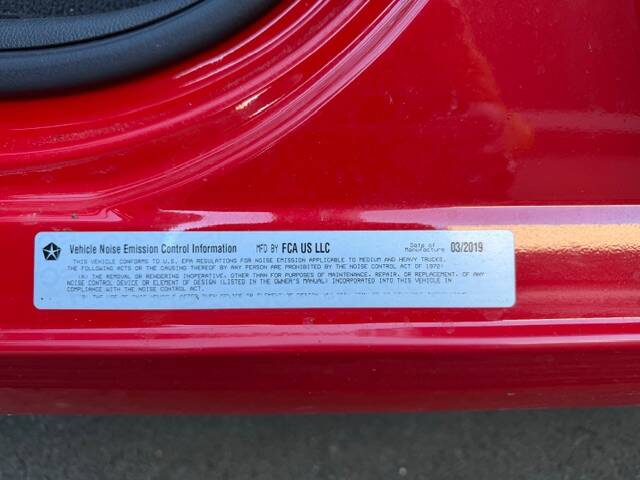 Vehicle Noise Emission Control Information MFD BY FCA US LLC Date of Manufacture 03/2019
THIS VEHICLE CONFORMS TO U.S. EPA REGULATIONS FOR NOISE EMISSION APPLICABLE TO MEDIUM AND HEAVY TRUCKS.
THE FOLLOWING ACTS OR THE CAUSING THEREOF BY ANY PERSON ARE PROHIBITED BY THE NOISE CONTROL ACT OF 1972:
(A) THE REMOVAL OR RENDERING INOPERATIVE, OTHER THAN FOR PURPOSES OF MAINTENANCE, REPAIR, OR REPLACEMENT, OF ANY
NOISE CONTROL DEVICE OR ELEMENT OF DESIGN (LISTED IN THE OWNER'S MANUAL) INCORPORATED INTO THIS VEHICLE IN
COMPLIANCE WITH THE NOISE CONTROL ACT.
(B) THE USE OF